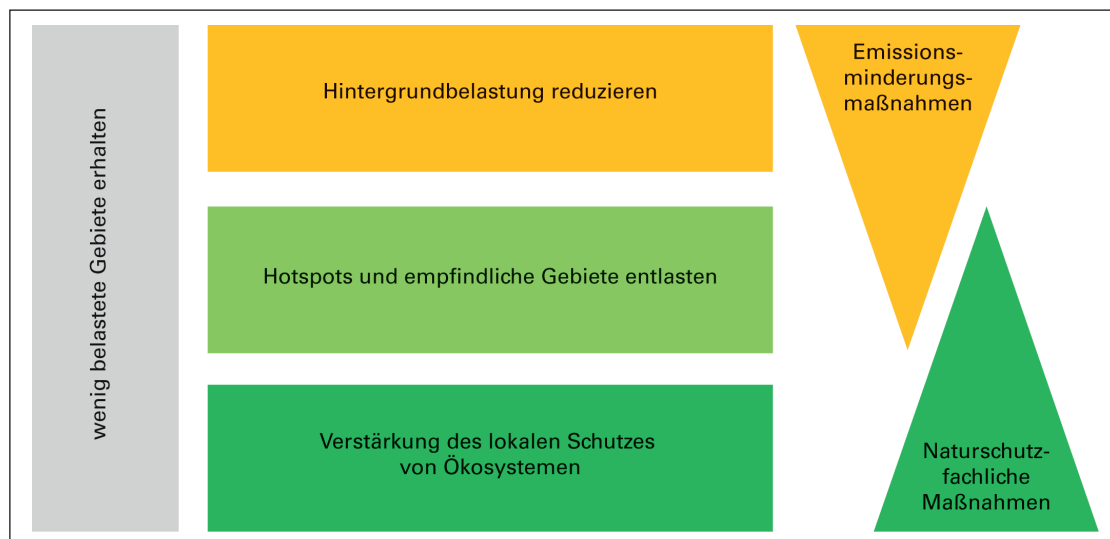 wenig belastete Gebiete erhalten
Hintergrundbelastung reduzieren
Hotspots und empfindliche Gebiete entlasten
Verstärkung des lokalen Schutzes
von Ökosystemen
Emissions-
minderungs-
maßnahmen
Naturschutz-
fachliche
Maßnahmen